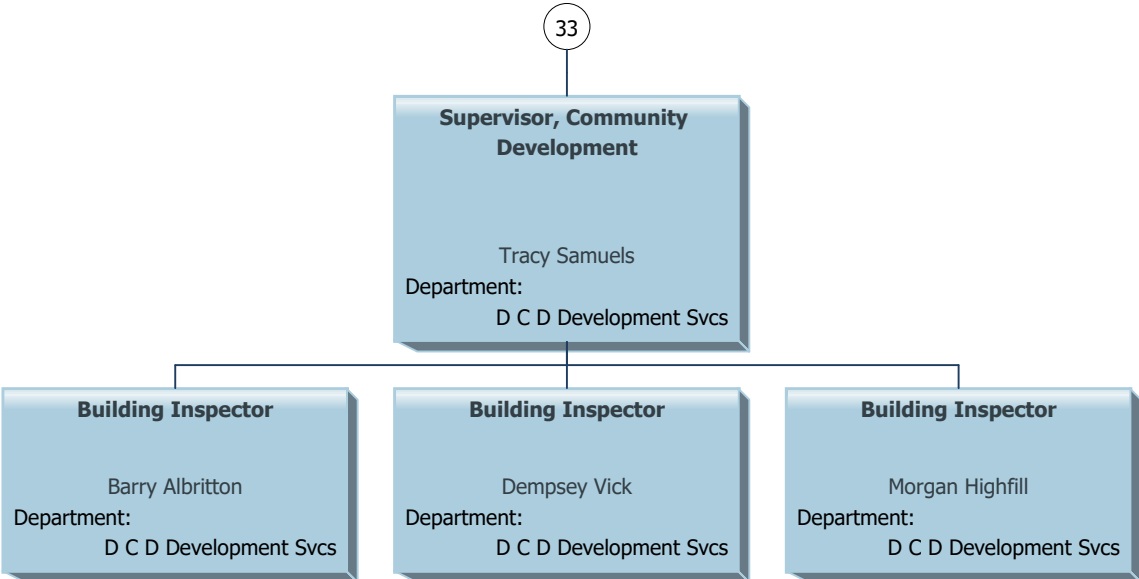 33
Supervisor, Community
Development
Tracy Samuels
Department:
D C D Development Svcs
Building Inspector
Barry Albritton
Department:
D C D Development Svcs
Building Inspector
Dempsey Vick
Department:
D C D Development Svcs
Building Inspector
Morgan Highfill
Department:
D C D Development Svcs